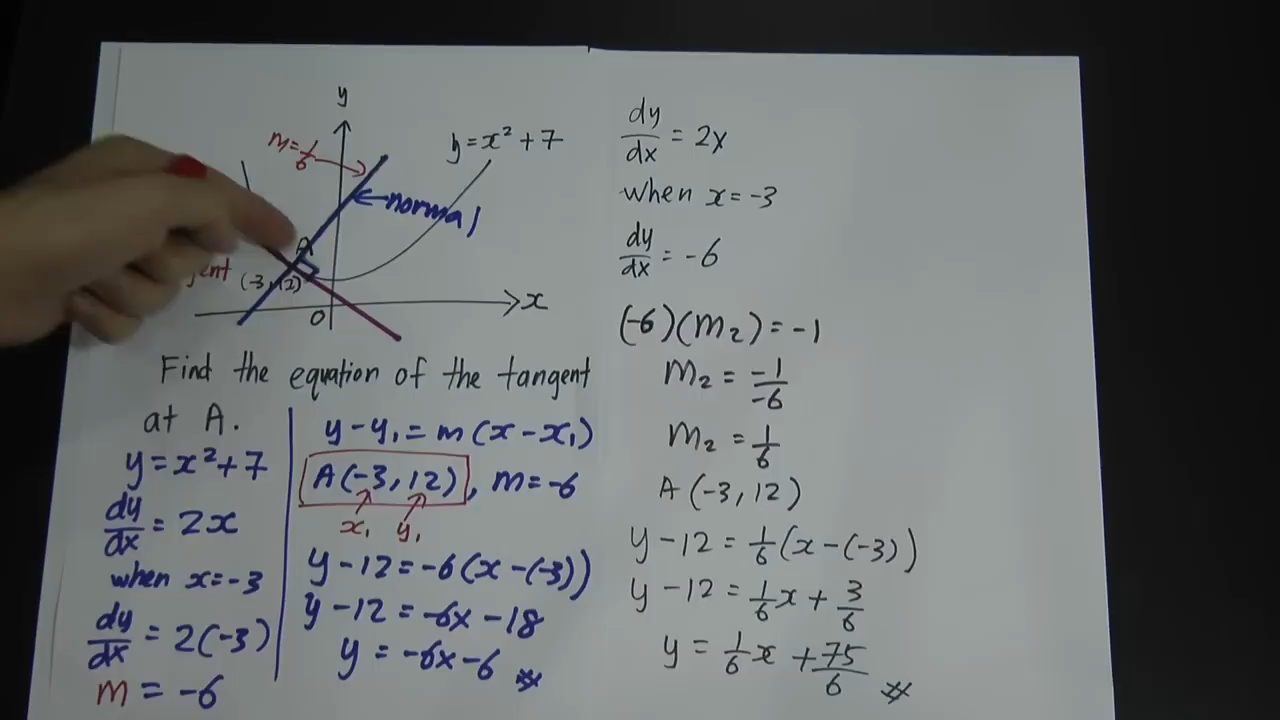 y
m=1/6
y=x²+7
normal
A
(-3,12)
x
O
Find the equation of the tangent
at A.
y=x²+7
dy/dx = 2x
when x=-3
dy/dx = 2(-3)
m = -6
y-y₁=m(x-x₁)
A(-3,12), m=-6
x₁ y₁
y-12=-6(x-(-3))
y-12=-6x-18
y = -6x-6
dy/dx = 2x
when x=-3
dy/dx = -6
(-6)(m₂)=-1
m₂ = -1/-6
m₂ = 1/6
A(-3,12)
y-12 = 1/6(x-(-3))
y-12 = 1/6x + 3/6
y = 1/6x + 75/6